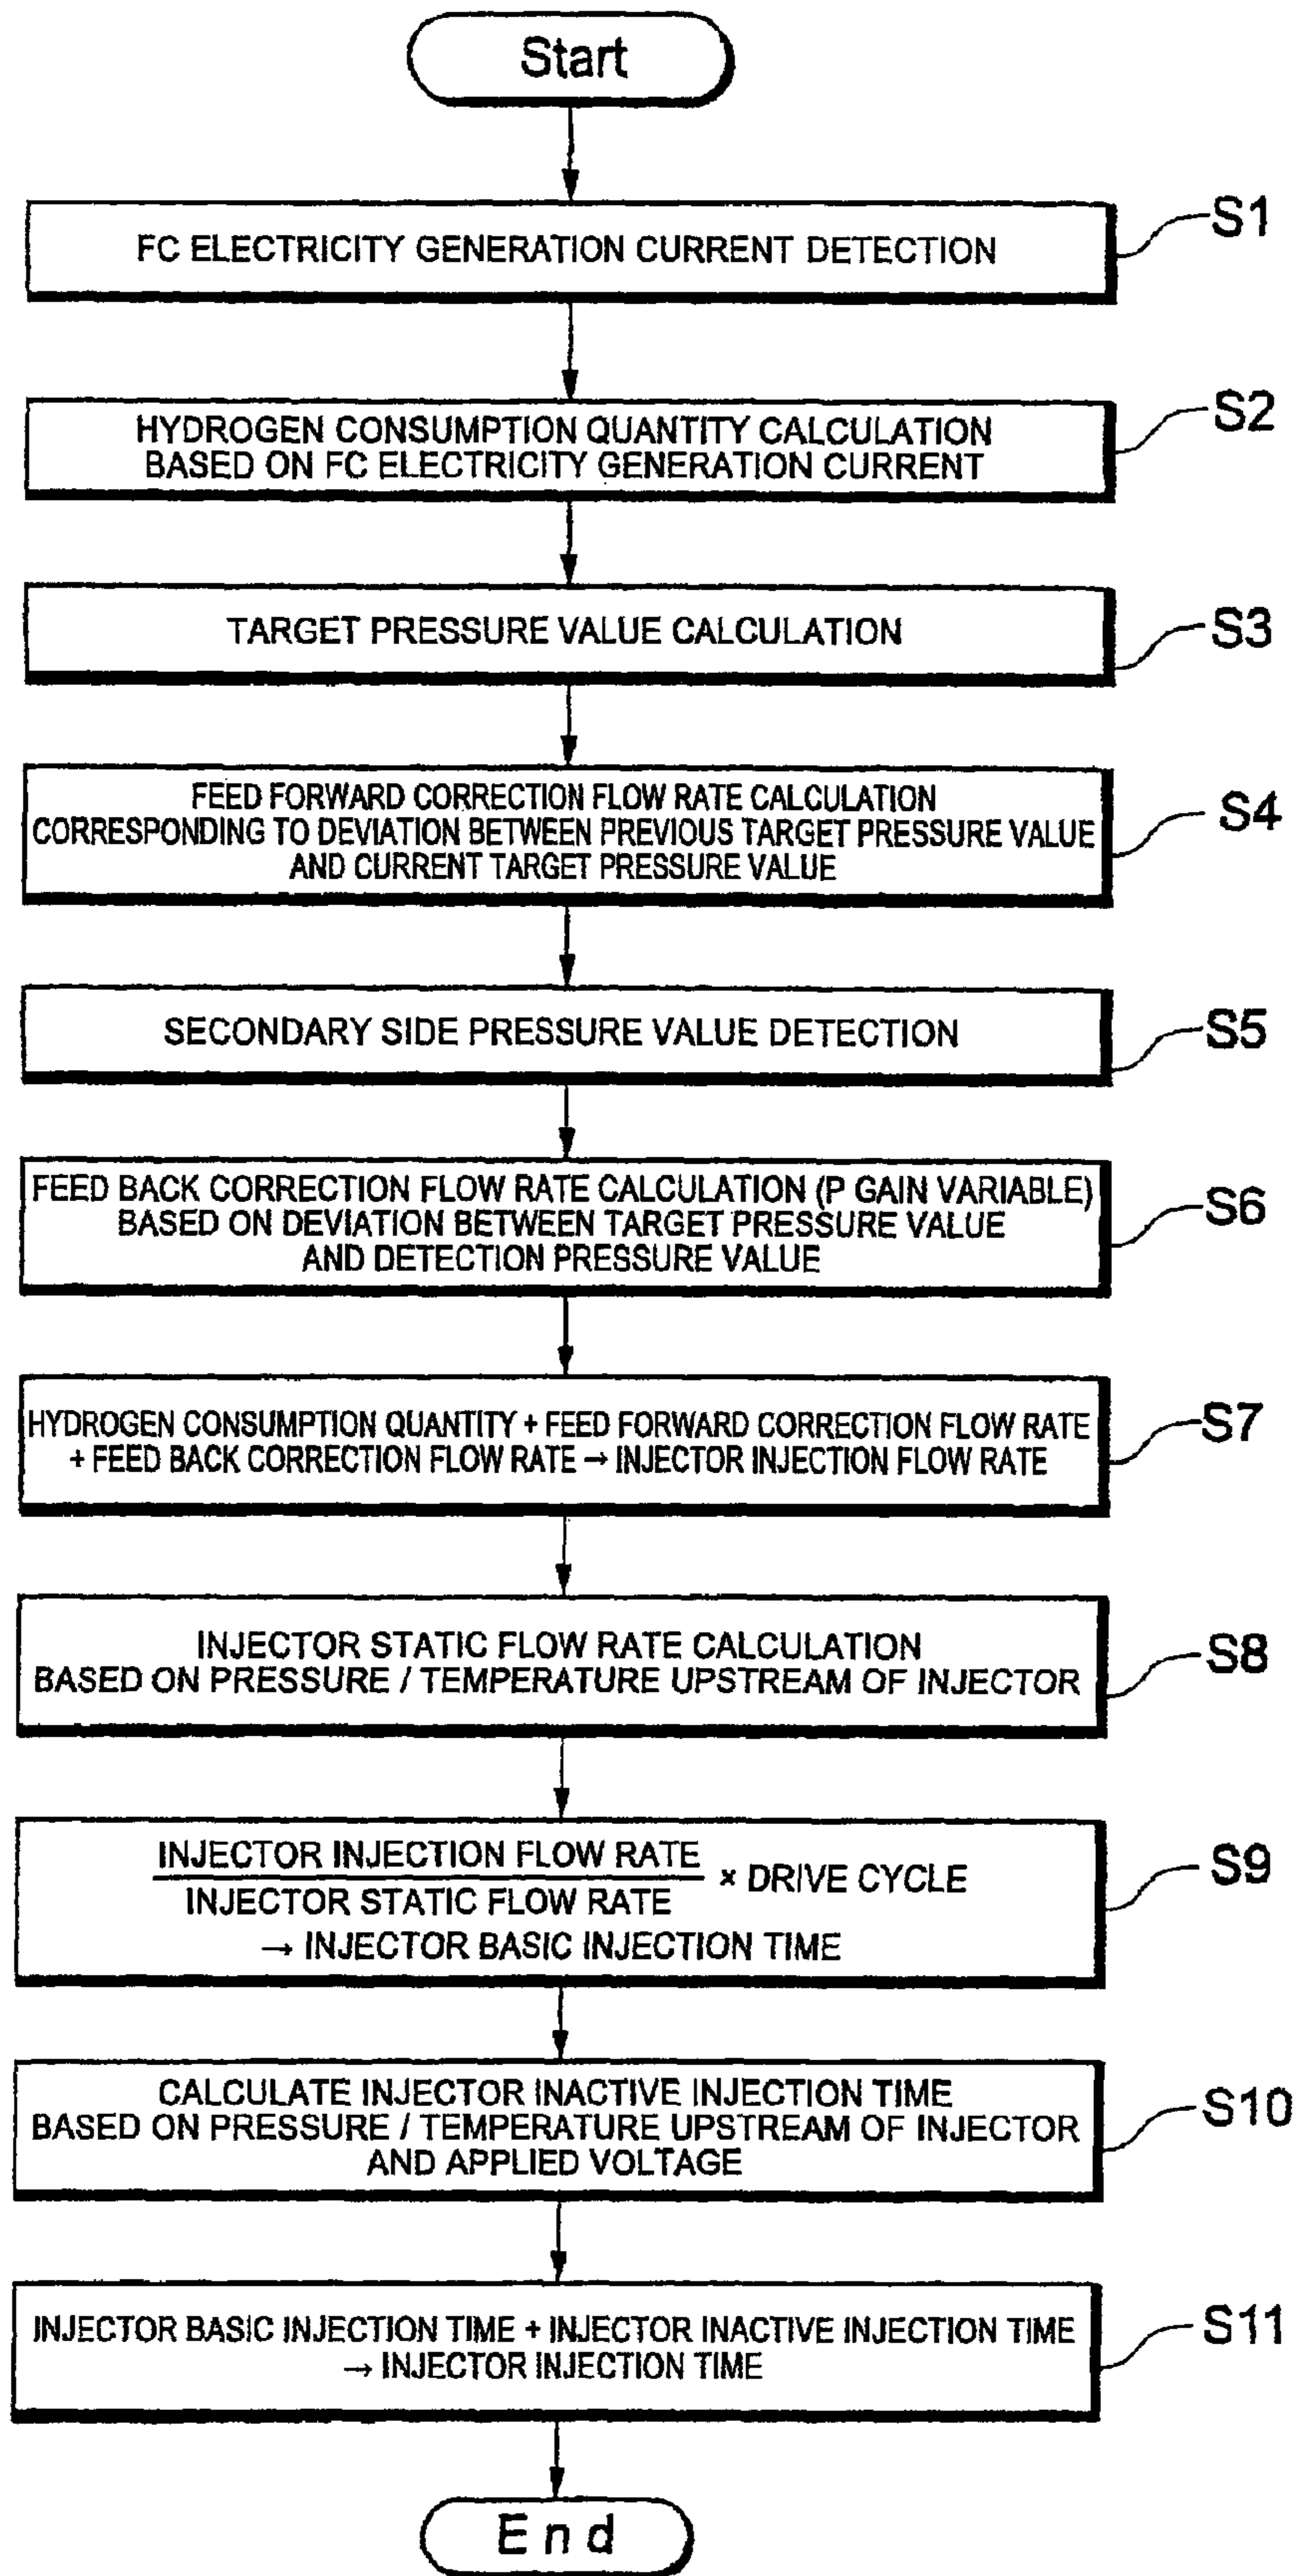 Start
FC ELECTRICITY GENERATION CURRENT DETECTION
S1
HYDROGEN CONSUMPTION QUANTITY CALCULATION
BASED ON FC ELECTRICITY GENERATION CURRENT
S2
TARGET PRESSURE VALUE CALCULATION
S3
FEED FORWARD CORRECTION FLOW RATE CALCULATION
CORRESPONDING TO DEVIATION BETWEEN PREVIOUS TARGET PRESSURE VALUE
AND CURRENT TARGET PRESSURE VALUE
S4
SECONDARY SIDE PRESSURE VALUE DETECTION
S5
FEED BACK CORRECTION FLOW RATE CALCULATION (P GAIN VARIABLE)
BASED ON DEVIATION BETWEEN TARGET PRESSURE VALUE
AND DETECTION PRESSURE VALUE
S6
HYDROGEN CONSUMPTION QUANTITY + FEED FORWARD CORRECTION FLOW RATE
+ FEED BACK CORRECTION FLOW RATE → INJECTOR INJECTION FLOW RATE
S7
INJECTOR STATIC FLOW RATE CALCULATION
BASED ON PRESSURE / TEMPERATURE UPSTREAM OF INJECTOR
S8
INJECTOR INJECTION FLOW RATE
INJECTOR STATIC FLOW RATE
× DRIVE CYCLE
→ INJECTOR BASIC INJECTION TIME
S9
CALCULATE INJECTOR INACTIVE INJECTION TIME
BASED ON PRESSURE / TEMPERATURE UPSTREAM OF INJECTOR
AND APPLIED VOLTAGE
S10
INJECTOR BASIC INJECTION TIME + INJECTOR INACTIVE INJECTION TIME
→ INJECTOR INJECTION TIME
S11
End